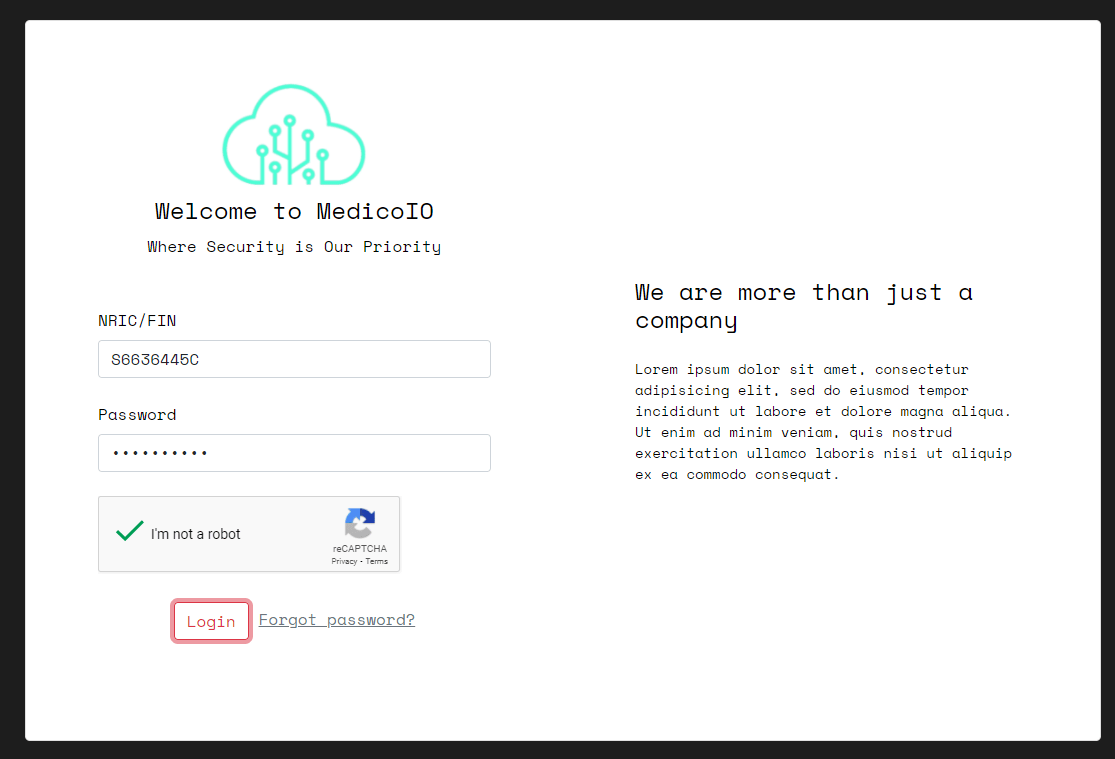 Welcome to MedicoIO
Where Security is Our Priority
NRIC/FIN
S6636445C
Password
••••••••••
I'm not a robot
reCAPTCHA
Privacy - Terms
Login
Forgot password?
We are more than just a
company
Lorem ipsum dolor sit amet, consectetur
adipisicing elit, sed do eiusmod tempor
incididunt ut labore et dolore magna aliqua.
Ut enim ad minim veniam, quis nostrud
exercitation ullamco laboris nisi ut aliquip
ex ea commodo consequat.